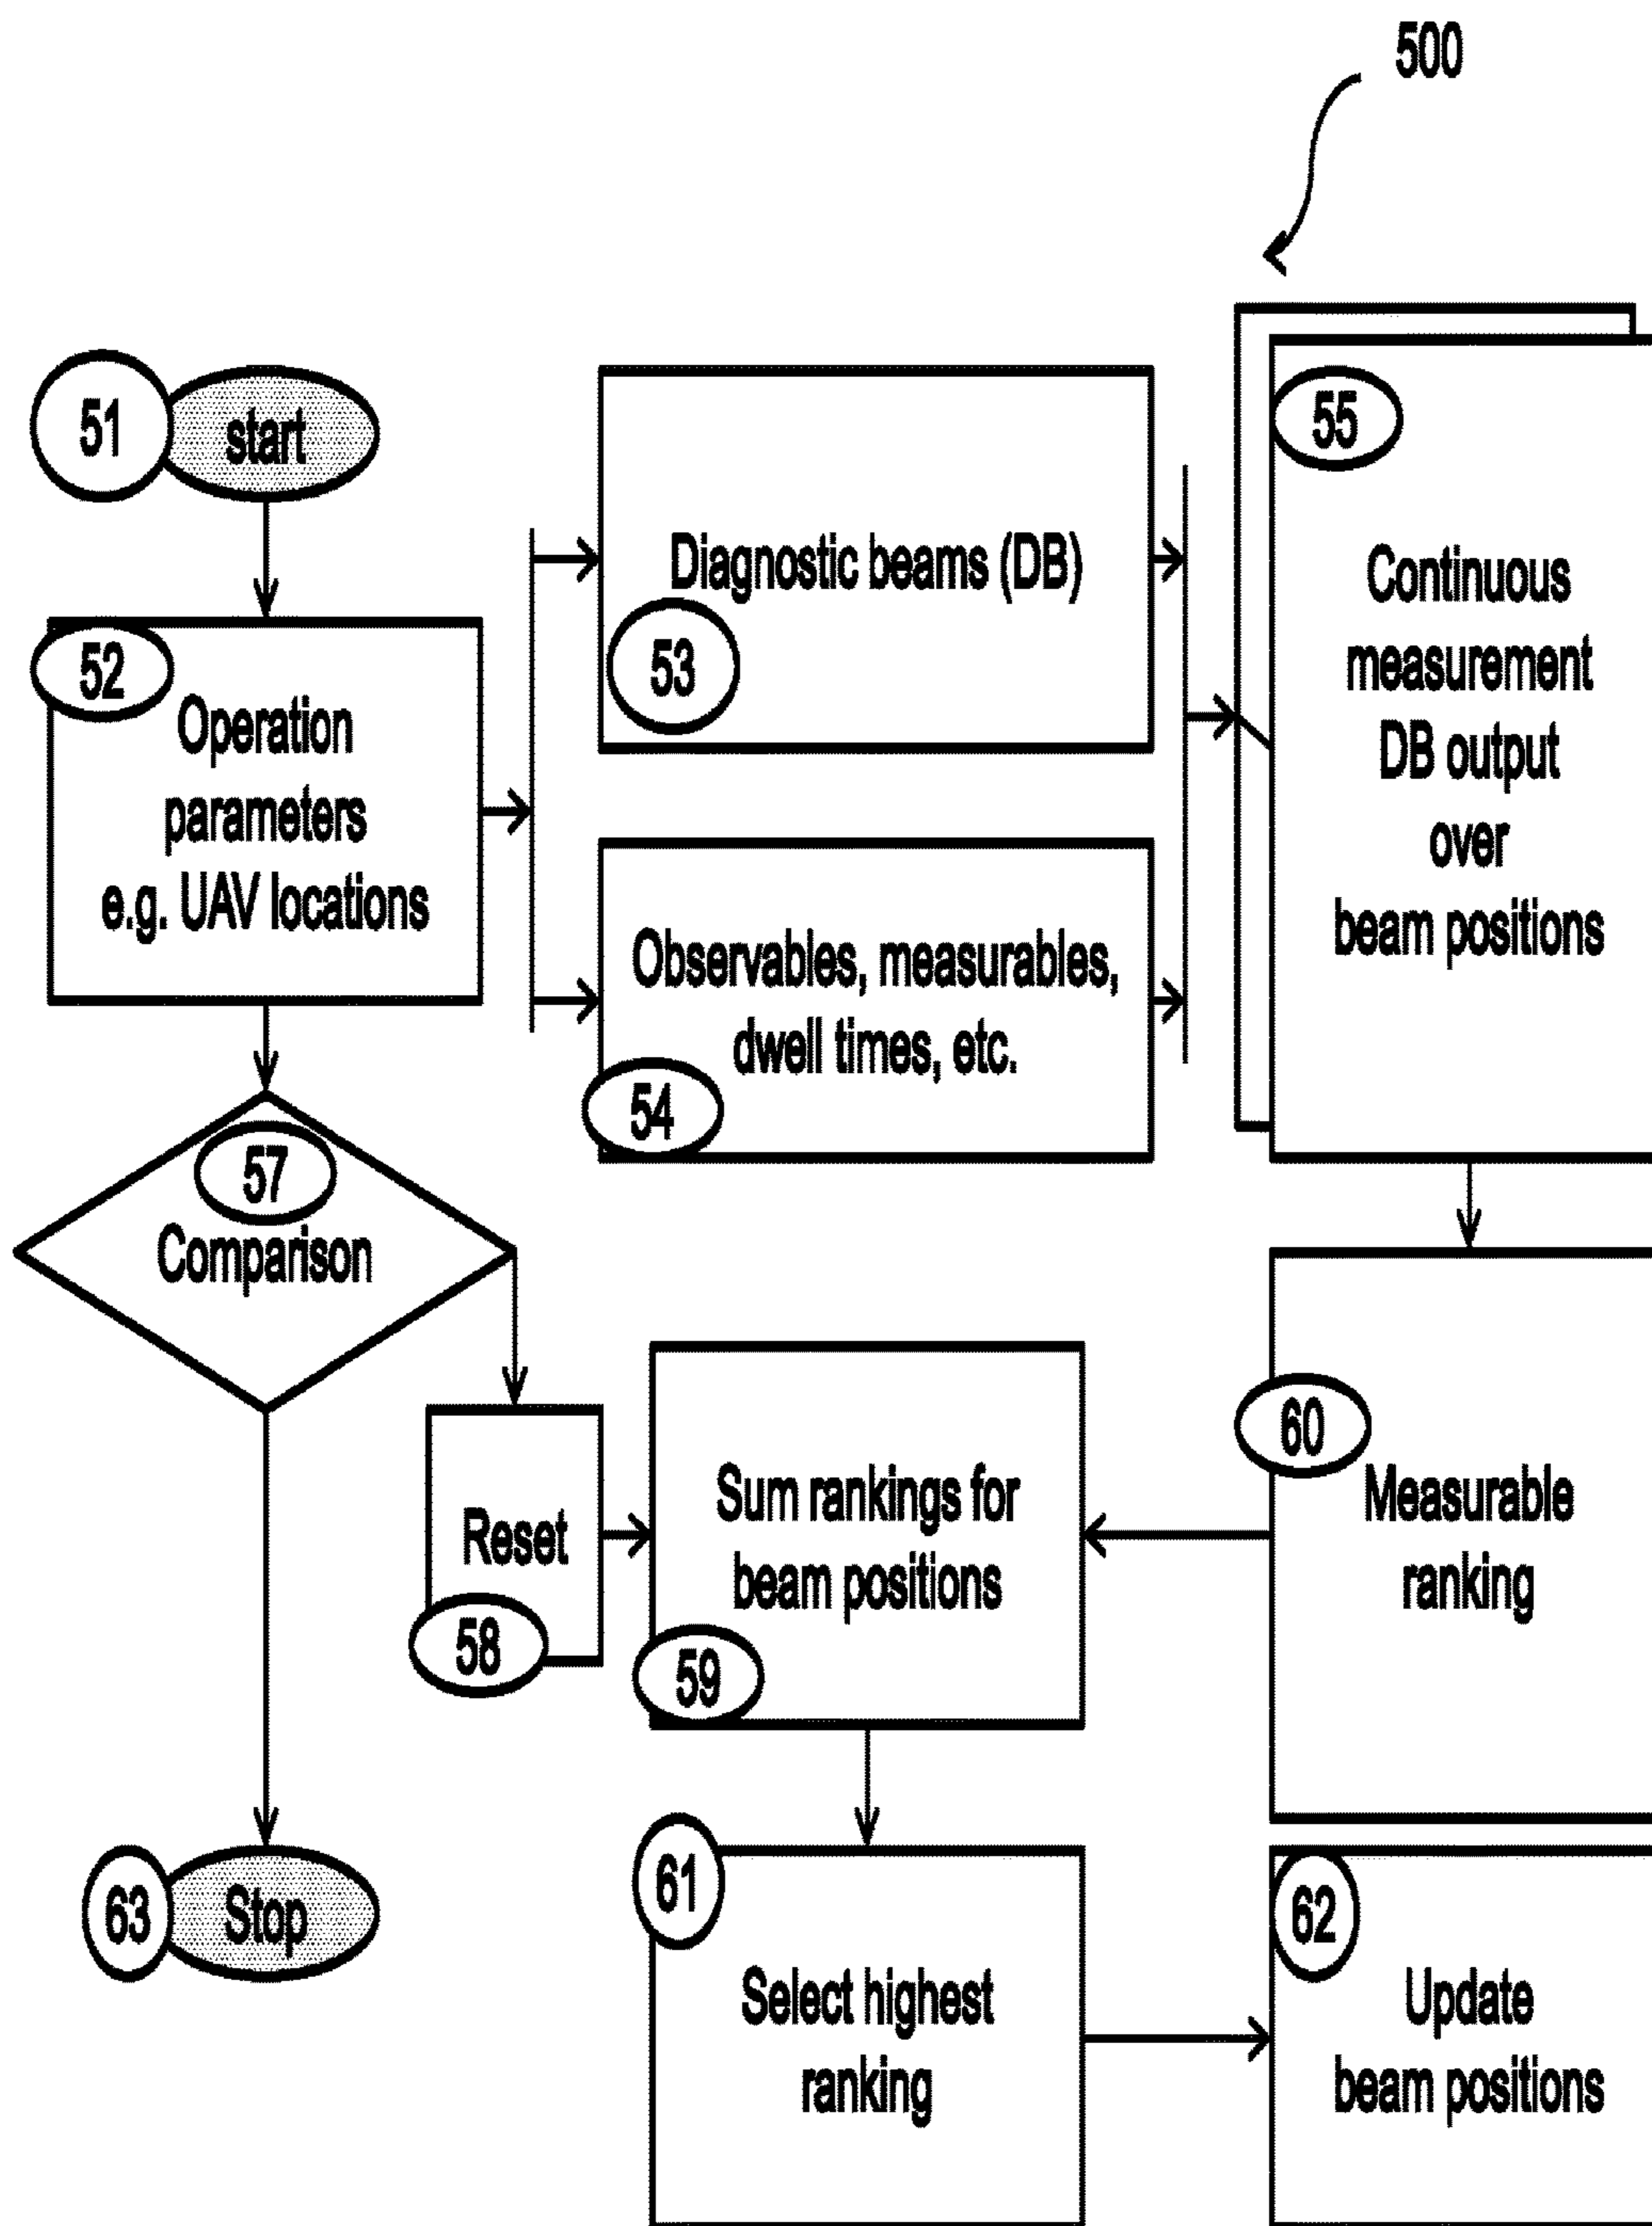 500
51
start
52
Operation
parameters
e.g. UAV locations
Diagnostic beams (DB)
53
Observables, measurables,
dwell times, etc.
54
55
Continuous
measurement
DB output
over
beam positions
57
Comparison
Reset
58
Sum rankings for
beam positions
59
60
Measurable
ranking
63
Stop
61
Select highest
ranking
62
Update
beam positions